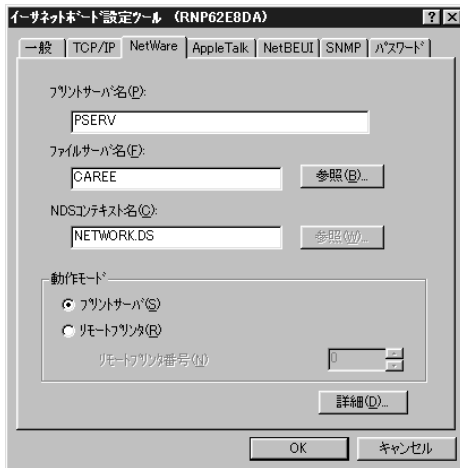 イーサネットボード設定ツール (RNP62E8DA)
一般 TCP/IP NetWare AppleTalk NetBEUI SNMP パスワード
プリントサーバ名(P):
PSERV
ファイルサーバ名(F):
CAREE 参照(B)...
NDSコンテキスト名(C):
NETWORK.DS 参照(W)...
動作モード
プリントサーバ(S)
リモートプリンタ(R)
リモートプリンタ番号(N) 0
詳細(D)...
OK キャンセル